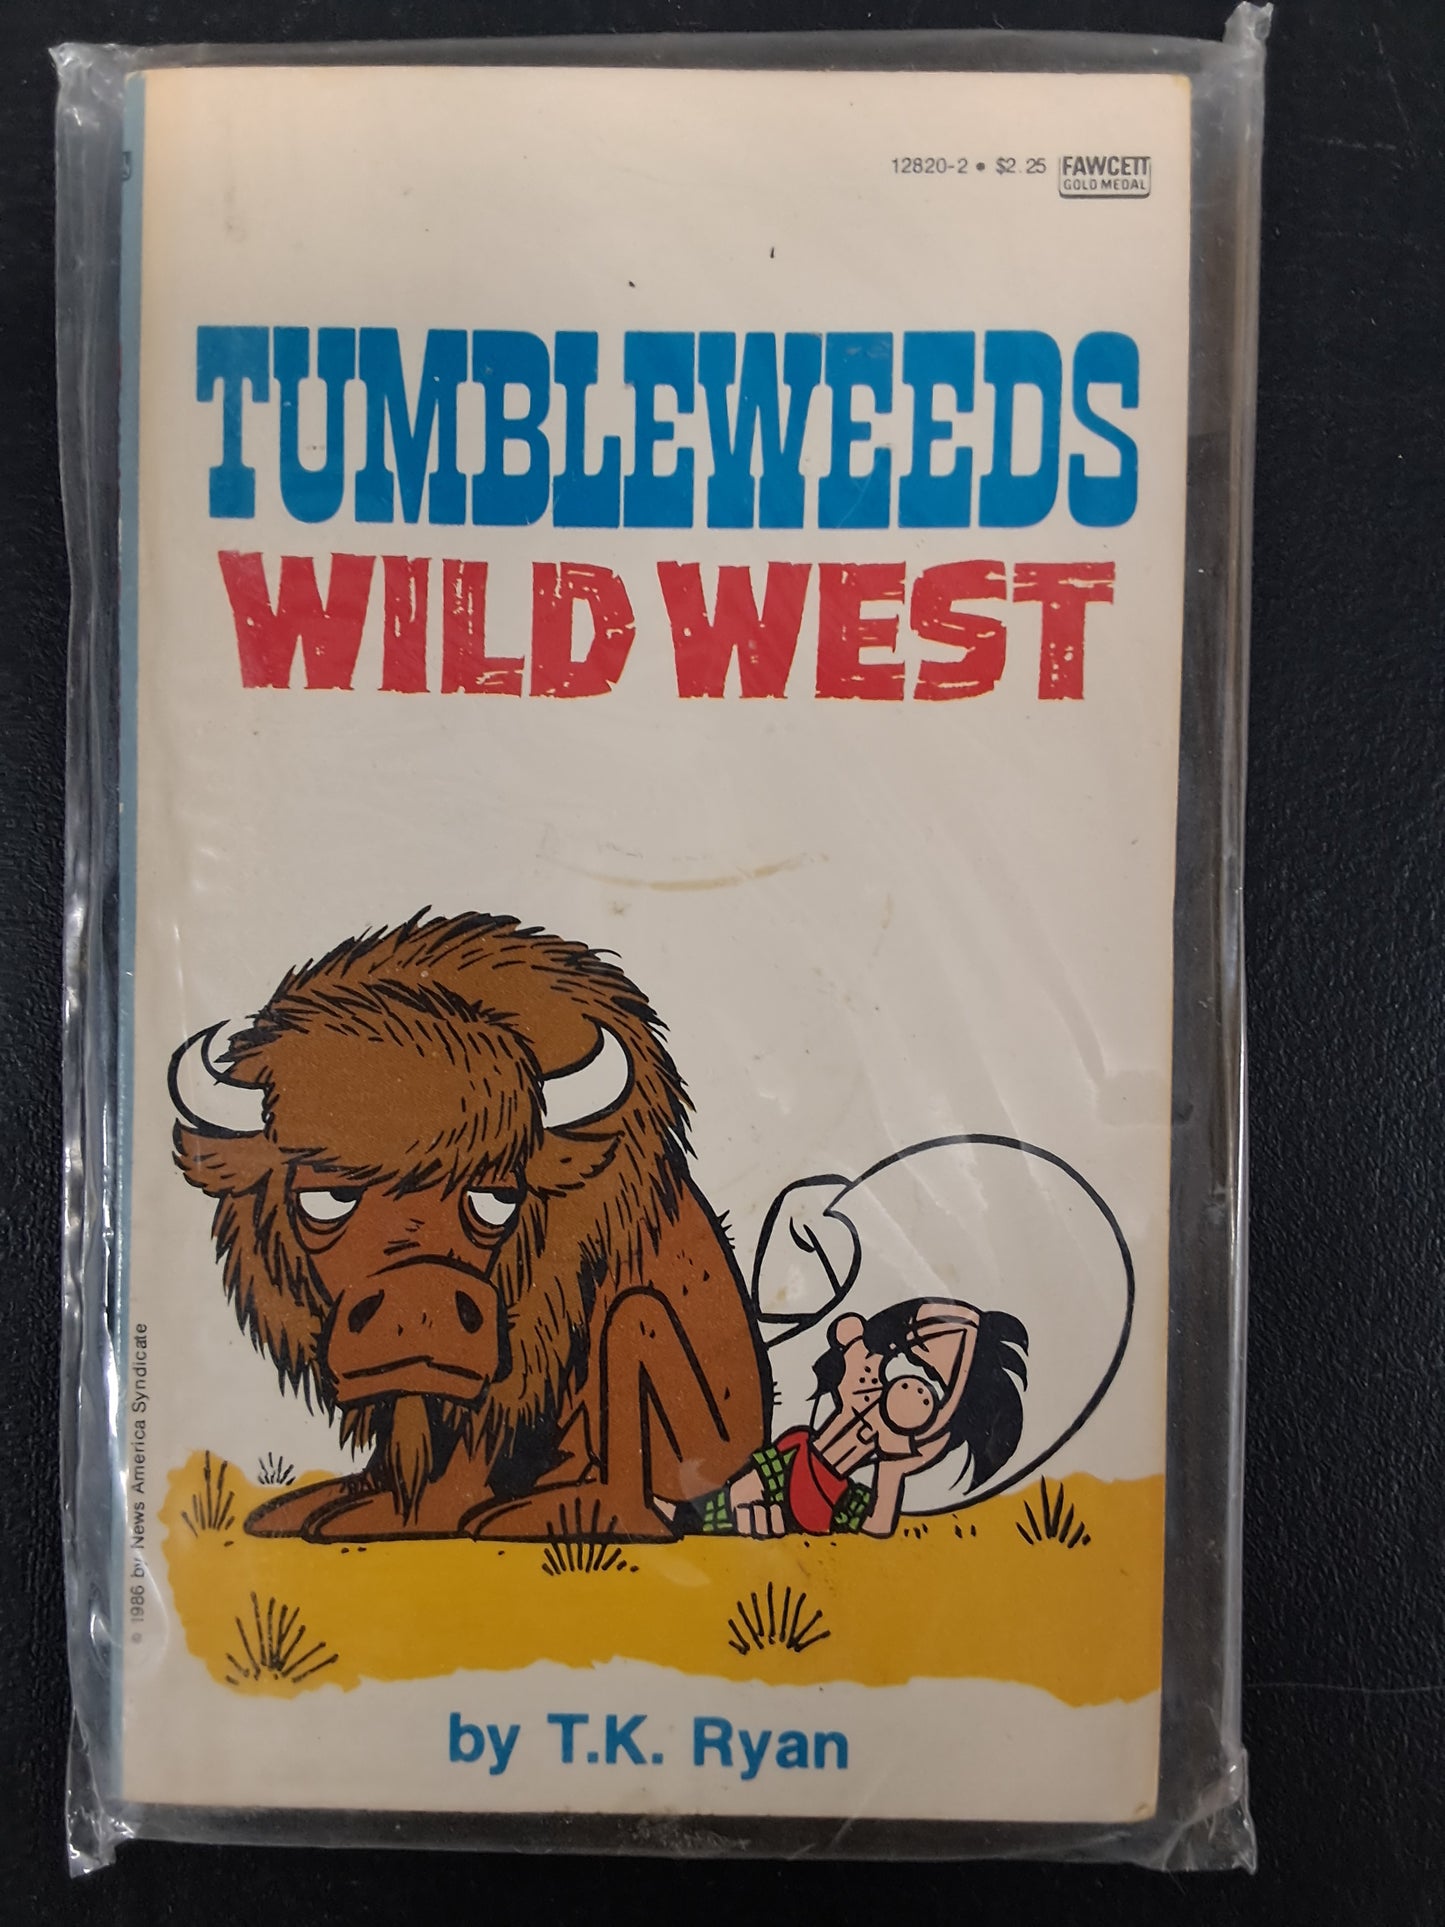 12820-2 • $2.25 FAWCETT
GOLD MEDAL
TUMBLEWEEDS
WILD WEST
© 1986 by News America Syndicate
by T.K. Ryan